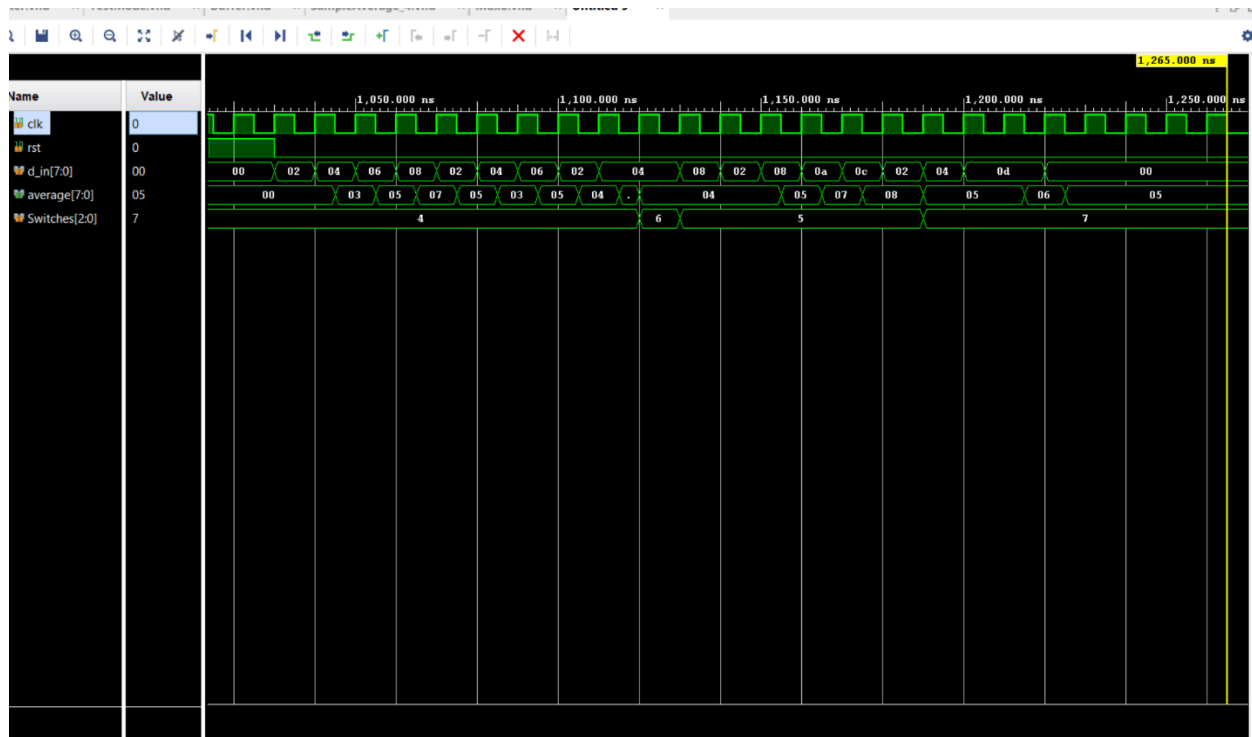 1,265.000 ns
Name Value
1,050.000 ns 1,100.000 ns 1,150.000 ns 1,200.000 ns 1,250.000 ns
clk 0
rst 0
d_in[7:0] 00 00 02 04 06 08 02 04 06 02 04 08 02 08 0a 0c 02 04 0d 00
average[7:0] 05 00 03 05 07 05 03 05 04 . 04 05 07 08 05 06 05
Switches[2:0] 7 4 6 5 7